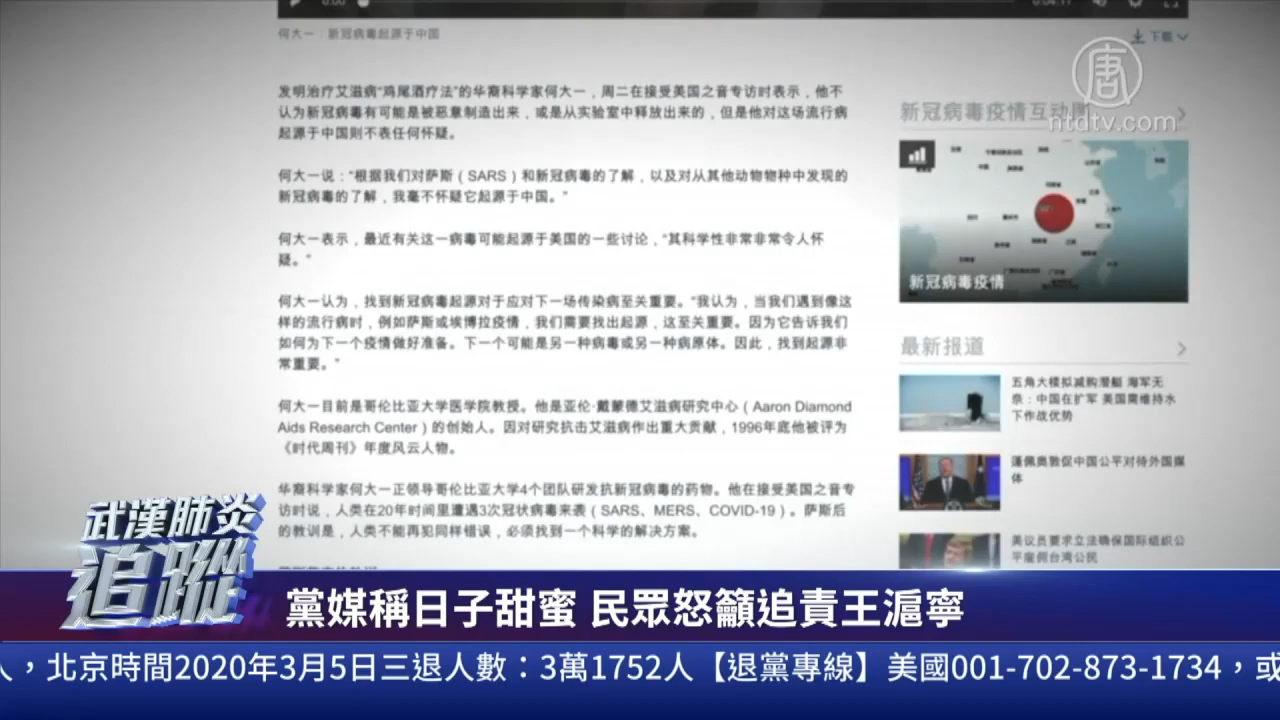 0:00
0:04:11
何大一：新冠病毒起源于中国
下载
发明治疗艾滋病“鸡尾酒疗法”的华裔科学家何大一，周二在接受美国之音专访时表示，他不
认为新冠病毒有可能是被恶意制造出来，或是从实验室中释放出来的，但是他对这场流行病
起源于中国则不表任何怀疑。
何大一说：“根据我们对萨斯（SARS）和新冠病毒的了解，以及对从其他动物物种中发现的
新冠病毒的了解，我毫不怀疑它起源于中国。”
何大一表示，最近有关这一病毒可能起源于美国的一些讨论，“其科学性非常非常令人怀
疑。”
何大一认为，找到新冠病毒起源对于应对下一场传染病至关重要。“我认为，当我们遇到像这
样的流行病时，例如萨斯或埃博拉疫情，我们需要找出起源，这至关重要。因为它告诉我们
如何为下一个疫情做好准备。下一个可能是另一种病毒或另一种病原体。因此，找到起源非
常重要。”
何大一目前是哥伦比亚大学医学院教授。他是亚伦·戴蒙德艾滋病研究中心（Aaron Diamond
Aids Research Center）的创始人。因对研究抗击艾滋病作出重大贡献，1996年底他被评为
《时代周刊》年度风云人物。
华裔科学家何大一正领导哥伦比亚大学4个团队研发抗新冠病毒的药物。他在接受美国之音专
访时说，人类在20年时间里遭遇3次冠状病毒来袭（SARS、MERS、COVID-19）。萨斯后
的教训是，人类不能再犯同样错误，必须找到一个科学的解决方案。
唐
ntdtv.com
新冠病毒疫情互动图
新冠病毒疫情
最新报道
五角大楼拟减购潜艇 海军无
奈：中国在扩军 美国需维持水
下作战优势
蓬佩奥敦促中国公平对待外国媒
体
美议员要求立法确保国际组织公
平雇佣台湾公民
武漢肺炎
追蹤
黨媒稱日子甜蜜 民眾怒籲追責王滬寧
人，北京時間2020年3月5日三退人數：3萬1752人【退黨專線】美國001-702-873-1734，或